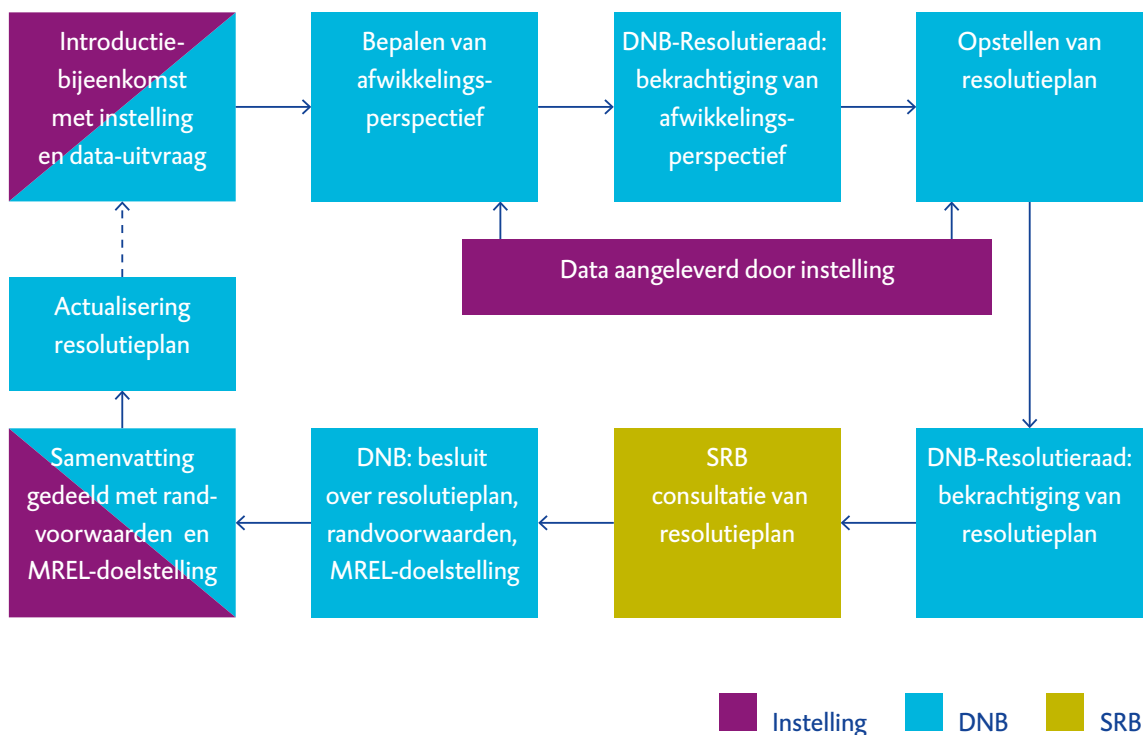 Introductie-
bijeenkomst
met instelling
en data-uitvraag
Bepalen van
afwikkelings-
perspectief
DNB-Resolutieraad:
bekrachtiging van
afwikkelings-
perspectief
Opstellen van
resolutieplan
Data aangeleverd door instelling
Actualisering
resolutieplan
Samenvatting
gedeeld met rand-
voorwaarden en
MREL-doelstelling
DNB: besluit
over resolutieplan,
randvoorwaarden,
MREL-doelstelling
SRB
consultatie van
resolutieplan
DNB-Resolutieraad:
bekrachtiging van
resolutieplan
Instelling
DNB
SRB